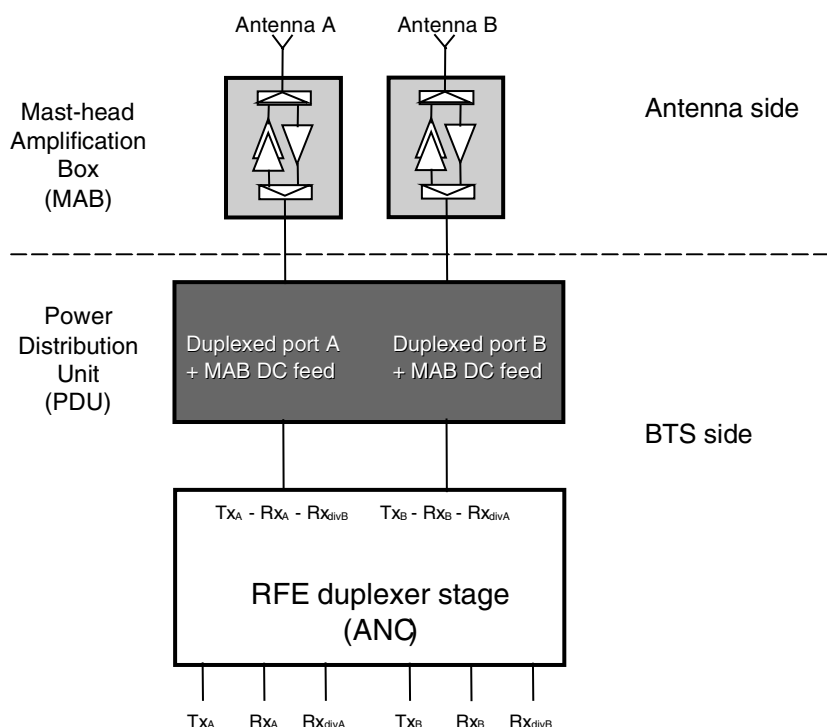 Antenna A
Antenna B
Mast-head
Amplification
Box
(MAB)
Antenna side
Power
Distribution
Unit
(PDU)
Duplexed port A
+ MAB DC feed
Duplexed port B
+ MAB DC feed
BTS side
TxA - RxA - RxdivB
TxB - RxB - RxdivA
RFE duplexer stage
(ANC)
TxA
RxA
RxdivA
TxB
RxB
RxdivB